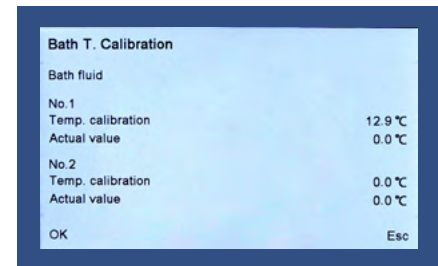 Bath T. Calibration
Bath fluid
No.1
Temp. calibration 12.9 ℃
Actual value 0.0 ℃
No.2
Temp. calibration 0.0 ℃
Actual value 0.0 ℃
OK Esc